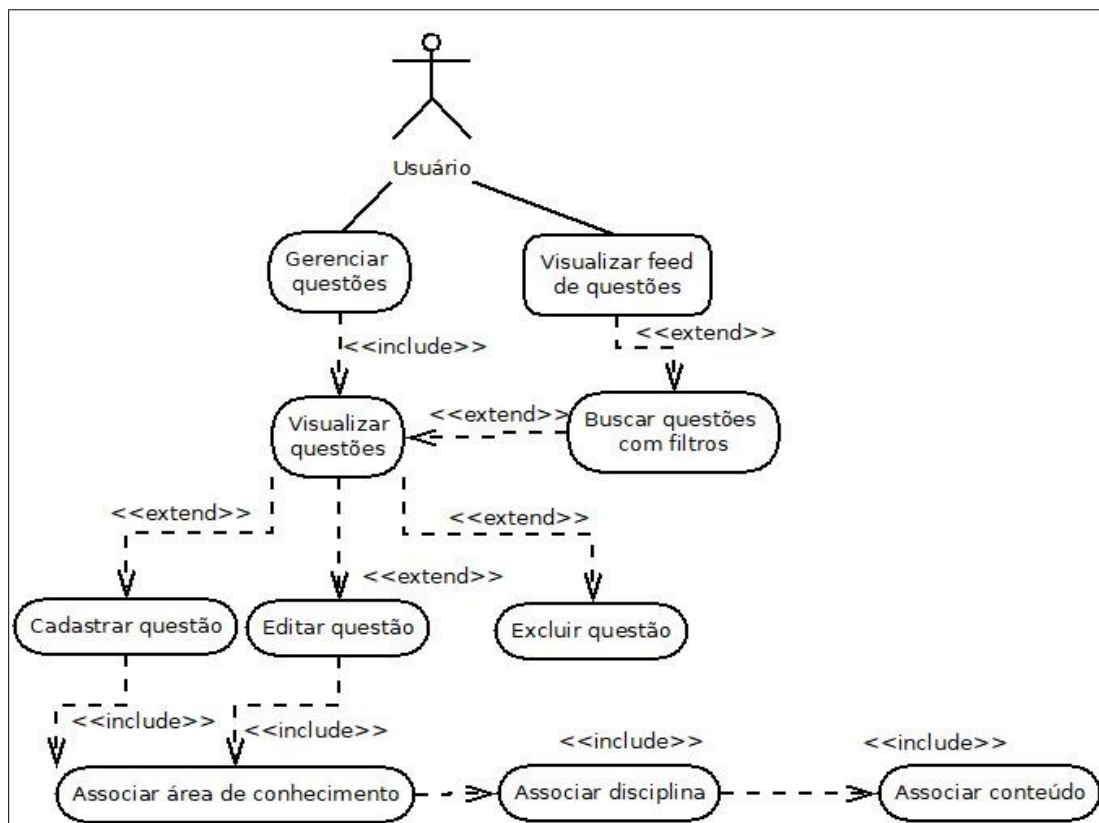 Usuário
Gerenciar
questões
Visualizar feed
de questões
<<include>>
<<extend>>
Visualizar
questões
<<extend>>
Buscar questões
com filtros
<<extend>>
<<extend>>
<<extend>>
Cadastrar questão
Editar questão
Excluir questão
<<include>>
<<include>>
<<include>>
<<include>>
Associar área de conhecimento
Associar disciplina
Associar conteúdo